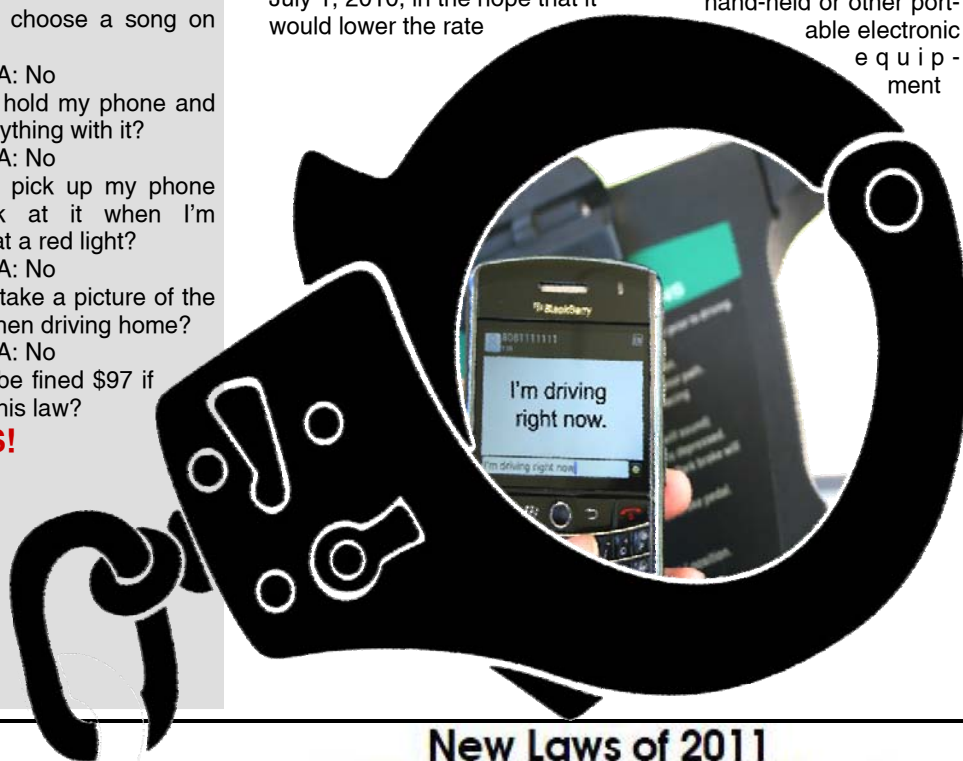 choose a song on
A: No
hold my phone and
ything with it?
A: No
pick up my phone
k at it when I'm
at a red light?
A: No
take a picture of the
hen driving home?
A: No
be fined $97 if
his law?
S!
July 1, 2010, in the hope that it
would lower the rate
hand-held or other port-
able electronic
equip-
ment
BlackBerry
8081111111
I'm driving
right now.
I'm driving right now
New Laws of 2011